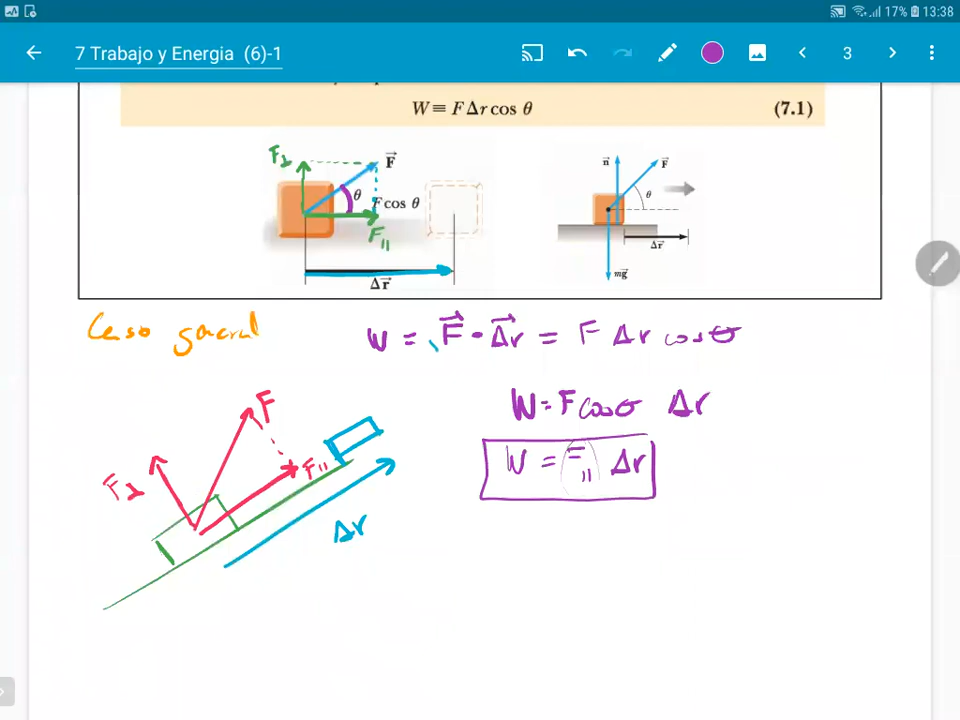 17% 13:38
7 Trabajo y Energia (6)-1
3
W ≡ F Δr cos θ (7.1)
F⊥
F⃗
θ
F cos θ
F∥
Δr⃗
n⃗
F⃗
θ
Δr⃗
mg⃗
Caso general
W = F⃗ · Δr⃗ = F Δr cos θ
W = F cos θ Δr
W = F∥ Δr
F
F⊥
F∥
Δr